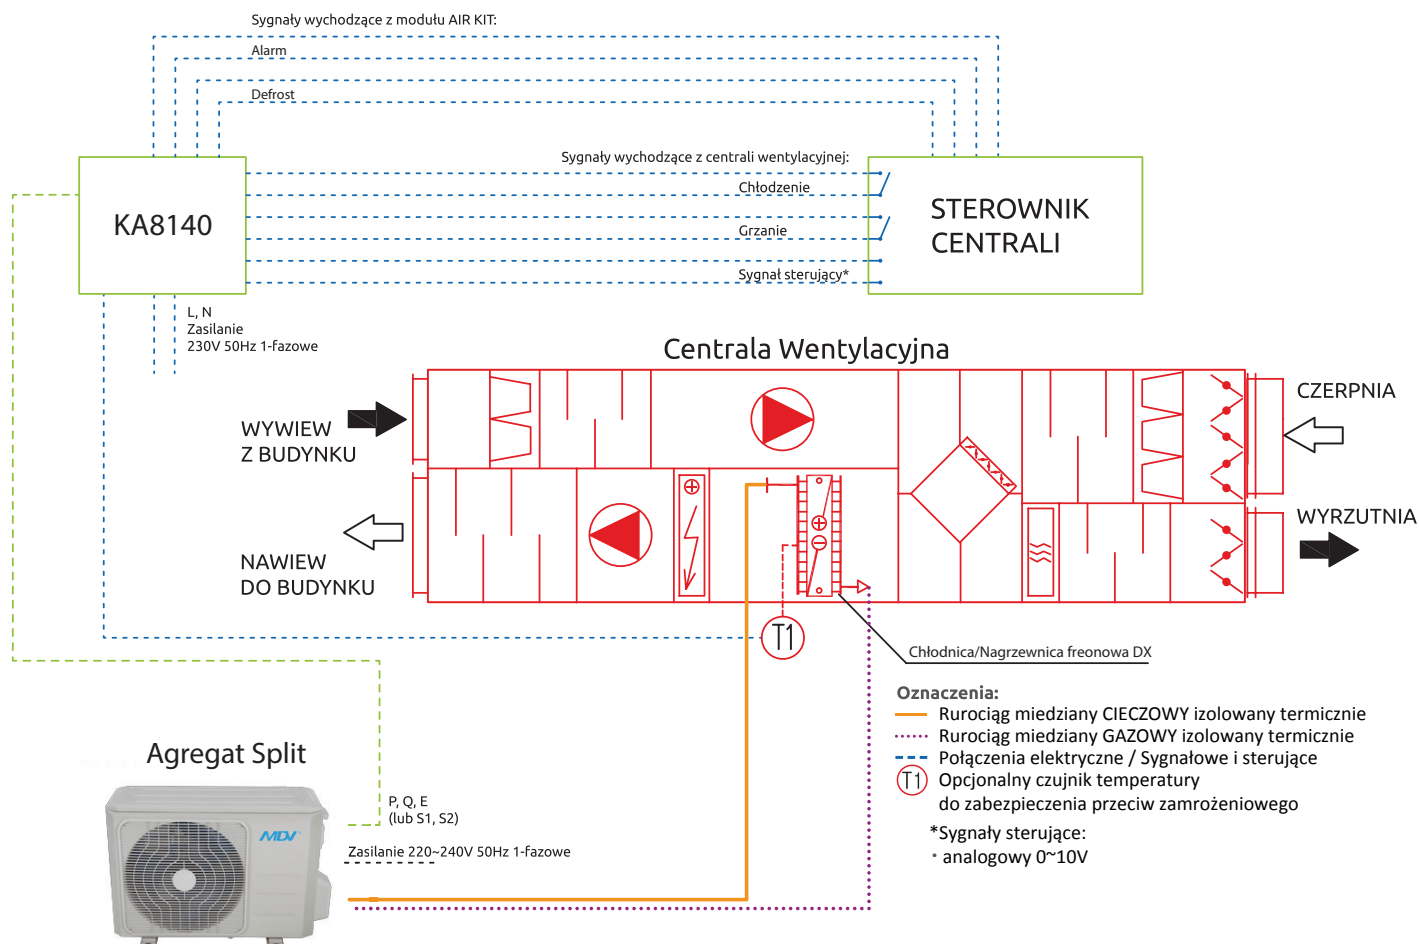 Sygnały wychodzące z modułu AIR KIT:
Alarm
Defrost
Sygnały wychodzące z centrali wentylacyjnej:
Chłodzenie
Grzanie
Sygnał sterujący*
KA8140
STEROWNIK
CENTRALI
L, N
Zasilanie
230V 50Hz 1-fazowe
Centrala Wentylacyjna
WYWIEW
Z BUDYNKU
CZERPNIA
NAWIEW
DO BUDYNKU
WYRZUTNIA
T1
Chłodnica/Nagrzewnica freonowa DX
Oznaczenia:
Rurociąg miedziany CIECZOWY izolowany termicznie
Rurociąg miedziany GAZOWY izolowany termicznie
Połączenia elektryczne / Sygnałowe i sterujące
T1 Opcjonalny czujnik temperatury
do zabezpieczenia przeciw zamrożeniowego
*Sygnały sterujące:
• analogowy 0~10V
Agregat Split
MDV
P, Q, E
(lub S1, S2)
Zasilanie 220~240V 50Hz 1-fazowe